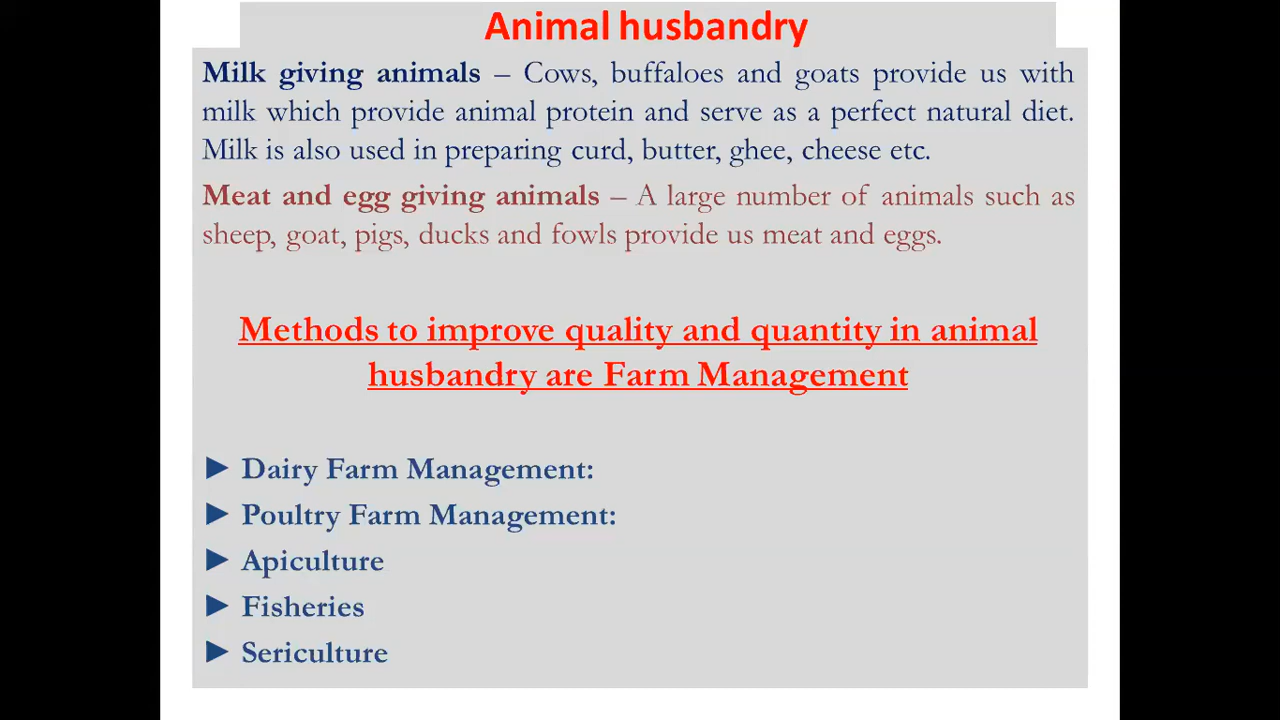 Animal husbandry
Milk giving animals – Cows, buffaloes and goats provide us with
milk which provide animal protein and serve as a perfect natural diet.
Milk is also used in preparing curd, butter, ghee, cheese etc.
Meat and egg giving animals – A large number of animals such as
sheep, goat, pigs, ducks and fowls provide us meat and eggs.
Methods to improve quality and quantity in animal
husbandry are Farm Management
► Dairy Farm Management:
► Poultry Farm Management:
► Apiculture
► Fisheries
► Sericulture